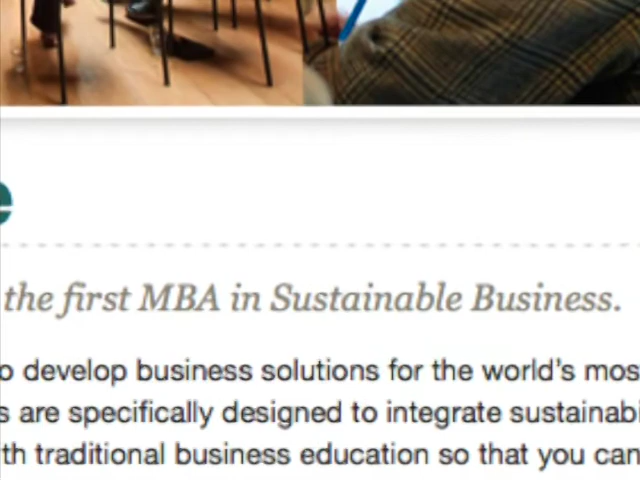 e
the first MBA in Sustainable Business.
o develop business solutions for the world's mos
s are specifically designed to integrate sustainabl
th traditional business education so that you can